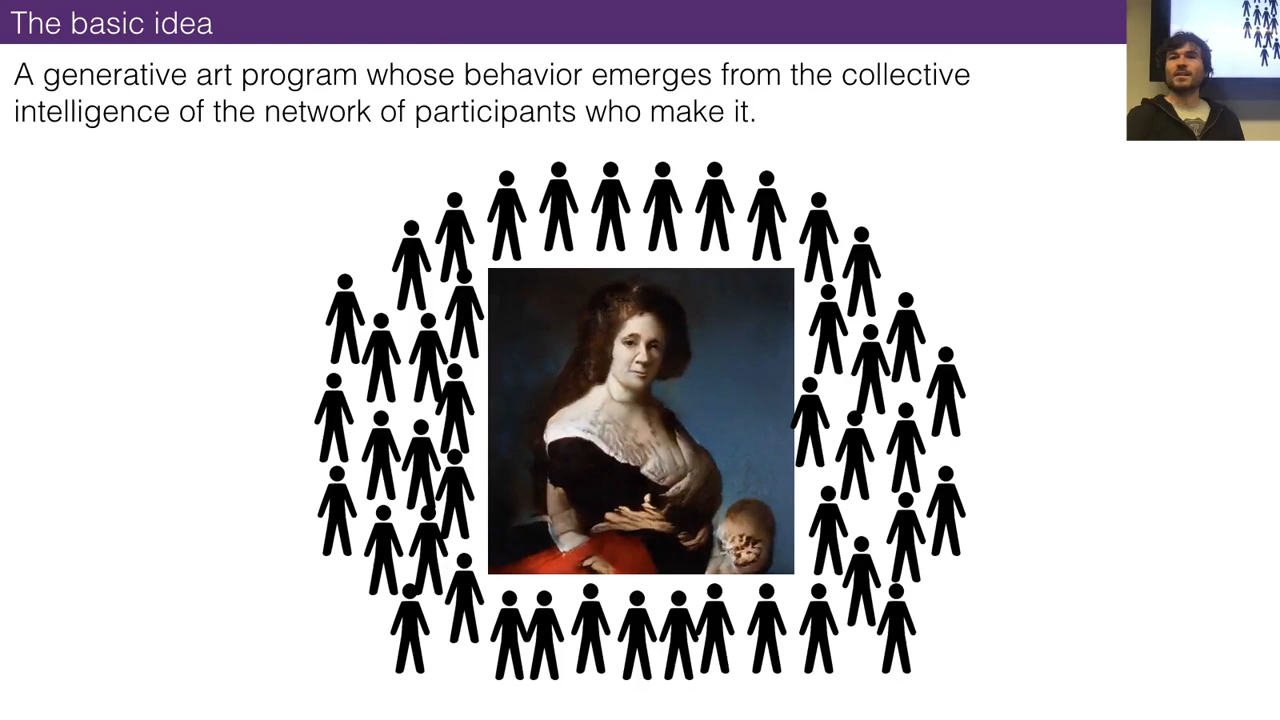 The basic idea
A generative art program whose behavior emerges from the collective
intelligence of the network of participants who make it.